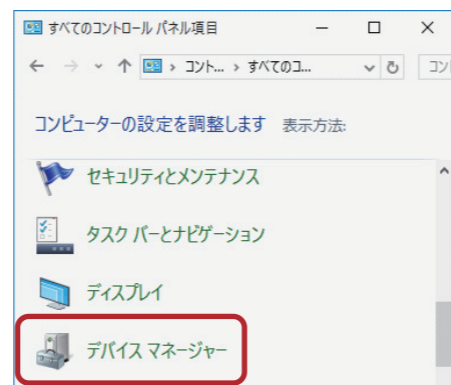 すべてのコントロール パネル項目
コント... すべてのコ...
コンピューターの設定を調整します 表示方法:
セキュリティとメンテナンス
タスク バーとナビゲーション
ディスプレイ
デバイス マネージャー